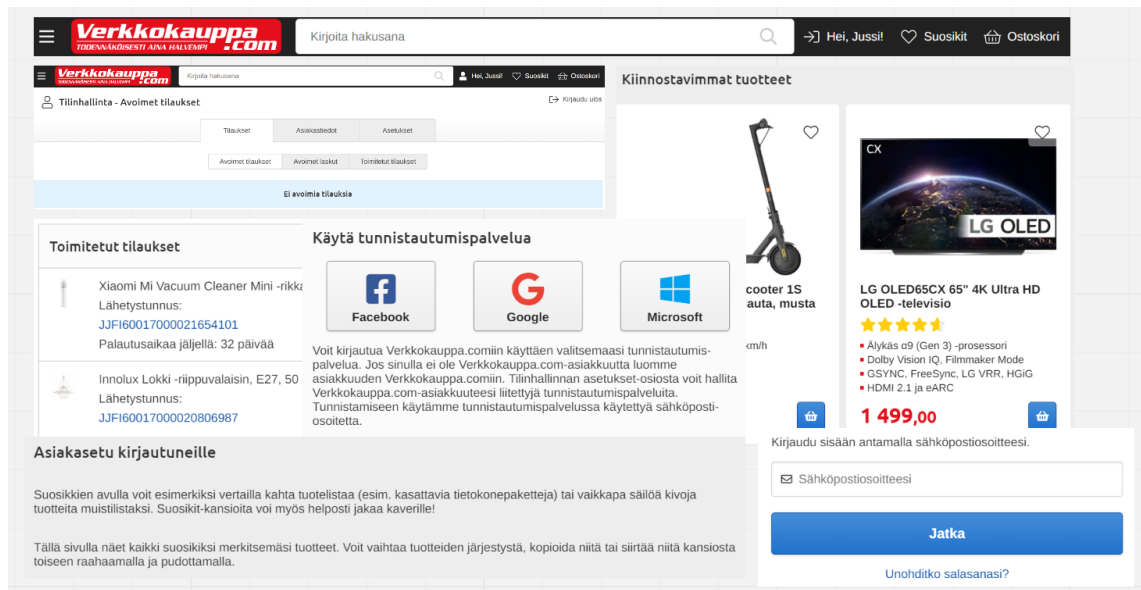 Verkkokauppa
.com
TODENNÄKÖISESTI AINA HALVEMPI
Kirjoita hakusana
Hei, Jussi!
Suosikit
Ostoskori
Verkkokauppa
.com
TODENNÄKÖISESTI AINA HALVEMPI
Kirjoita hakusana
Hei, Jussi!
Suosikit
Ostoskori
Tilinhallinta - Avoimet tilaukset
Kirjaudu ulos
Tilaukset
Asiakastiedot
Asetukset
Avoimet tilaukset
Avoimet laskut
Toimitetut tilaukset
Ei avoimia tilauksia
Kiinnostavimmat tuotteet
cooter 1S
auta, musta
km/h
CX
LG OLED
LG OLED65CX 65" 4K Ultra HD
OLED -televisio
Älykäs α9 (Gen 3) -prosessori
Dolby Vision IQ, Filmmaker Mode
GSYNC, FreeSync, LG VRR, HGiG
HDMI 2.1 ja eARC
1 499,00
Toimitetut tilaukset
Xiaomi Mi Vacuum Cleaner Mini -rikka
Lähetystunnus:
JJFI60017000021654101
Palautusaikaa jäljellä: 32 päivää
Innolux Lokki -riippuvalaisin, E27, 50
Lähetystunnus:
JJFI60017000020806987
Käytä tunnistautumispalvelua
Facebook
Google
Microsoft
Voit kirjautua Verkkokauppa.comiin käyttäen valitsemaasi tunnistautumis-
palvelua. Jos sinulla ei ole Verkkokauppa.com-asiakkuutta luomme
asiakkuuden Verkkokauppa.comiin. Tilinhallinnan asetukset-osiosta voit hallita
Verkkokauppa.com-asiakkuuteesi liitettyjä tunnistautumispalveluita.
Tunnistamiseen käytämme tunnistautumispalvelussa käytettyä sähköposti-
osoitetta.
Asiakasetu kirjautuneille
Suosikkien avulla voit esimerkiksi vertailla kahta tuotelistaa (esim. kasattavia tietokonepaketteja) tai vaikkapa säilöä kivoja
tuotteita muistilistaksi. Suosikit-kansioita voi myös helposti jakaa kaverille!
Tällä sivulla näet kaikki suosikiksi merkitsemäsi tuotteet. Voit vaihtaa tuotteiden järjestystä, kopioida niitä tai siirtää niitä kansiosta
toiseen raahaamalla ja pudottamalla.
Kirjaudu sisään antamalla sähköpostiosoitteesi.
Sähköpostiosoitteesi
Jatka
Unohditko salasanasi?